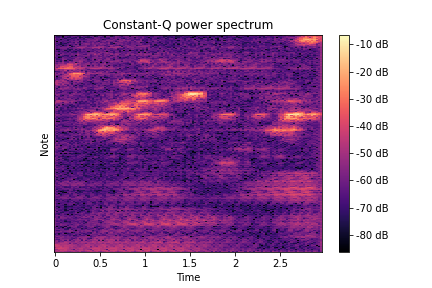 Constant-Q power spectrum
Note
-10 dB
-20 dB
-30 dB
-40 dB
-50 dB
-60 dB
-70 dB
-80 dB
0
0.5
1
1.5
2
2.5
Time